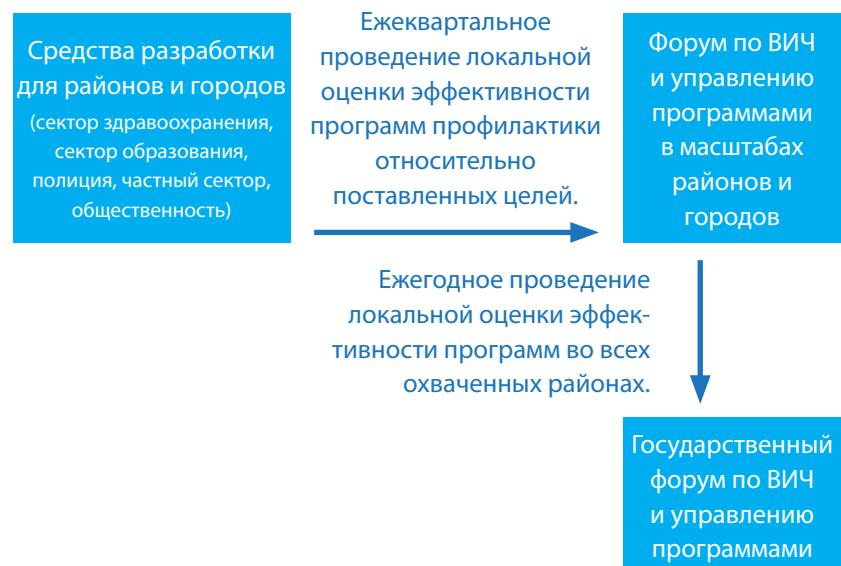 Средства разработки
для районов и городов
(сектор здравоохранения,
сектор образования,
полиция, частный сектор,
общественность)
Ежеквартальное
проведение локальной
оценки эффективности
программ профилактики
относительно
поставленных целей.
Форум по ВИЧ
и управлению
программами
в масштабах
районов и
городов
Ежегодное проведение
локальной оценки эффек-
тивности программ во всех
охваченных районах.
Государственный
форум по ВИЧ
и управлению
программами